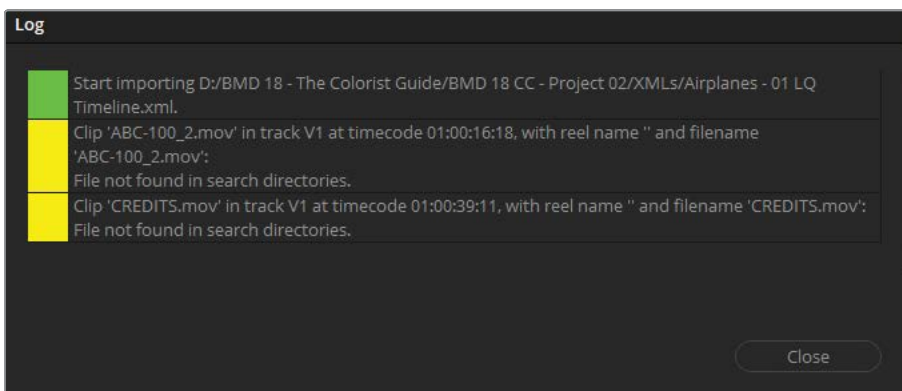 Log
Start importing D:/BMD 18 - The Colorist Guide/BMD 18 CC - Project 02/XMLs/Airplanes - 01 LQ
Timeline.xml.
Clip 'ABC-100_2.mov' in track V1 at timecode 01:00:16:18, with reel name '' and filename
'ABC-100_2.mov':
File not found in search directories.
Clip 'CREDITS.mov' in track V1 at timecode 01:00:39:11, with reel name '' and filename 'CREDITS.mov':
File not found in search directories.
Close